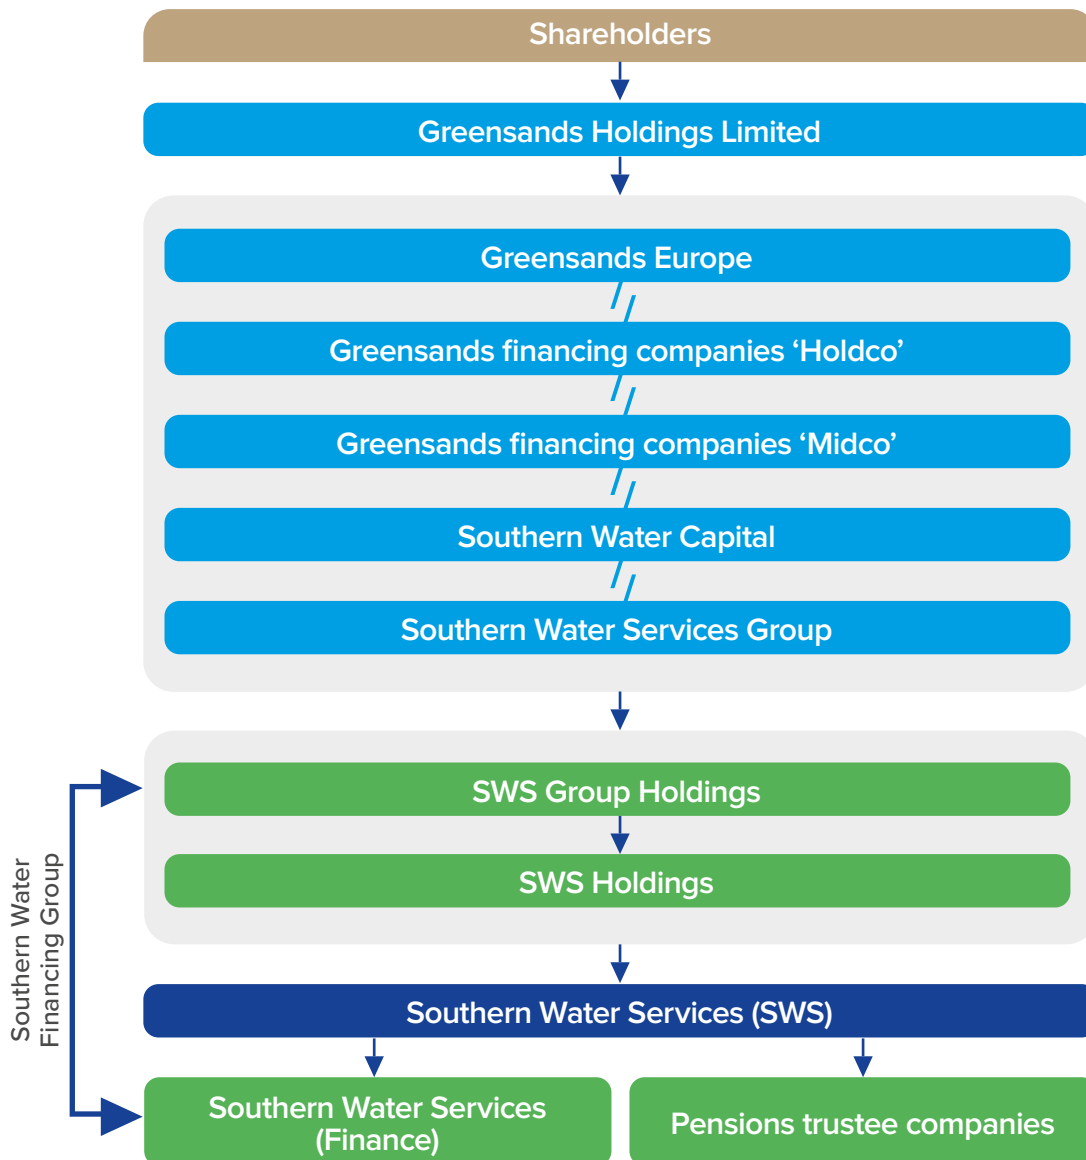 Shareholders
Greensands Holdings Limited
Greensands Europe
Greensands financing companies ‘Holdco’
Greensands financing companies ‘Midco’
Southern Water Capital
Southern Water Services Group
SWS Group Holdings
SWS Holdings
Southern Water
Financing Group
Southern Water Services (SWS)
Southern Water Services
(Finance)
Pensions trustee companies